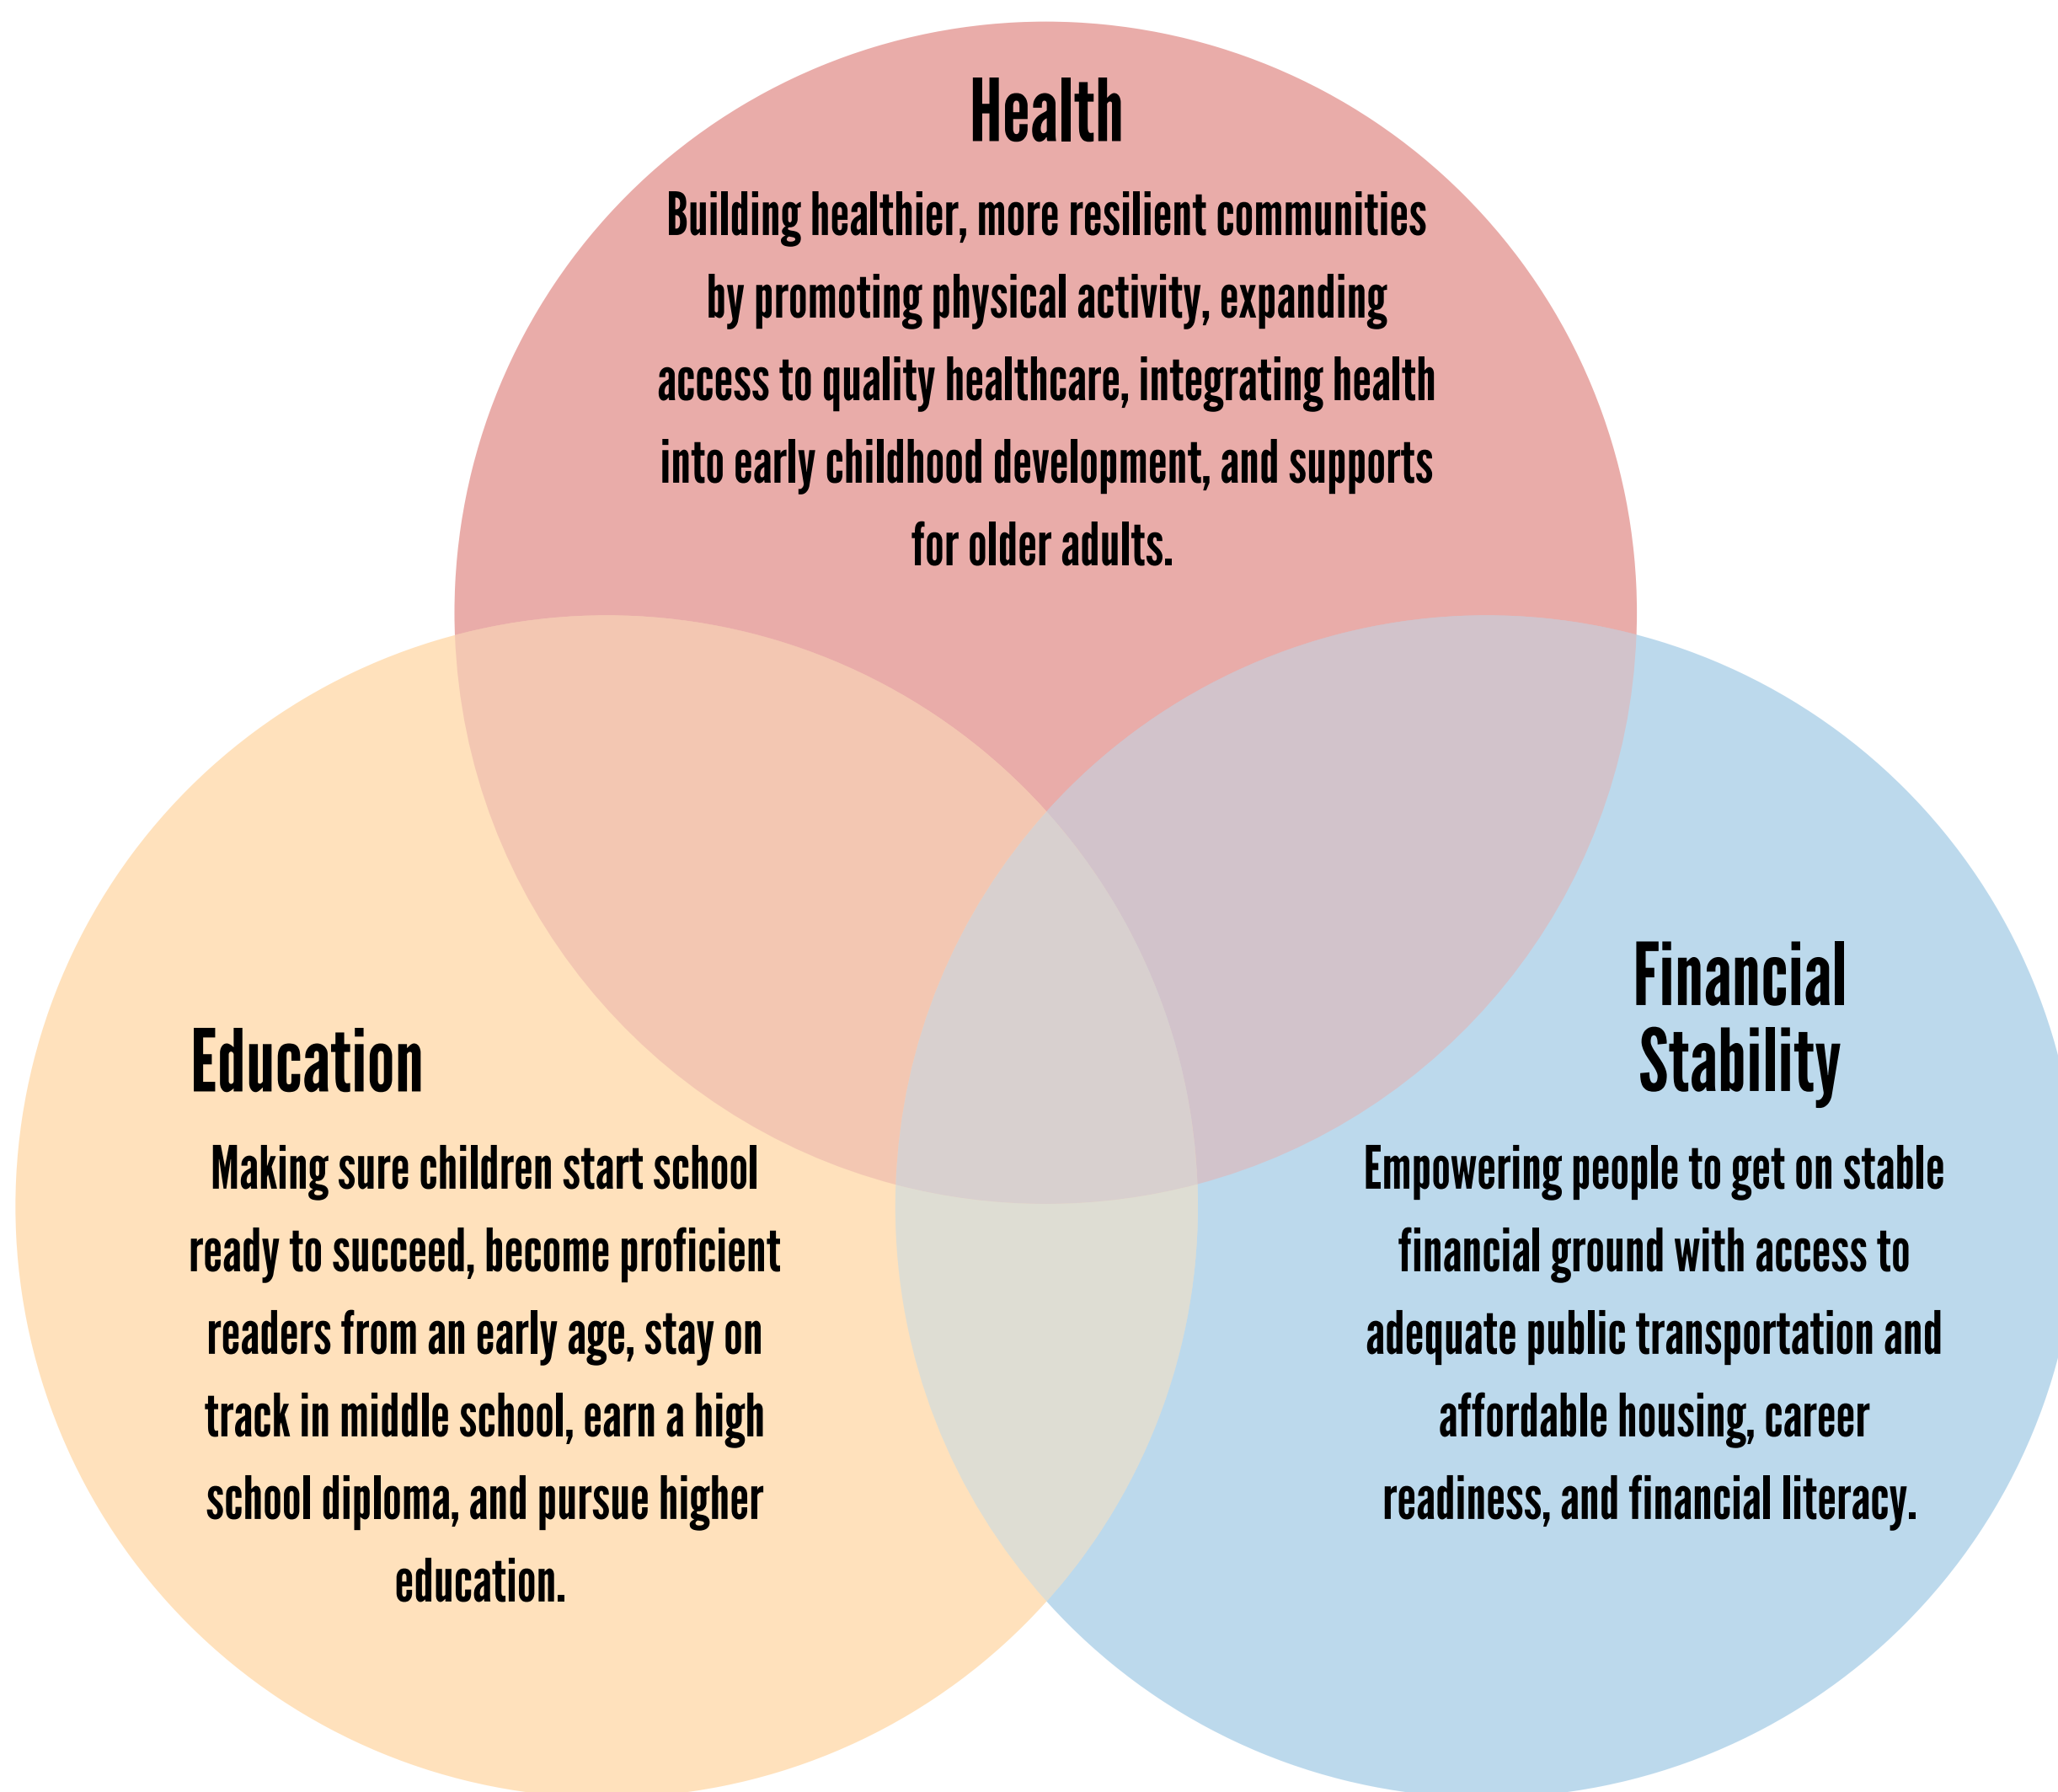 Health
Building healthier, more resilient communities
by promoting physical activity, expanding
access to quality healthcare, integrating health
into early childhood development, and supports
for older adults.
Education
Making sure children start school
ready to succeed, become proficient
readers from an early age, stay on
track in middle school, earn a high
school diploma, and pursue higher
education.
Financial
Stability
Empowering people to get on stable
financial ground with access to
adequate public transportation and
affordable housing, career
readiness, and financial literacy.